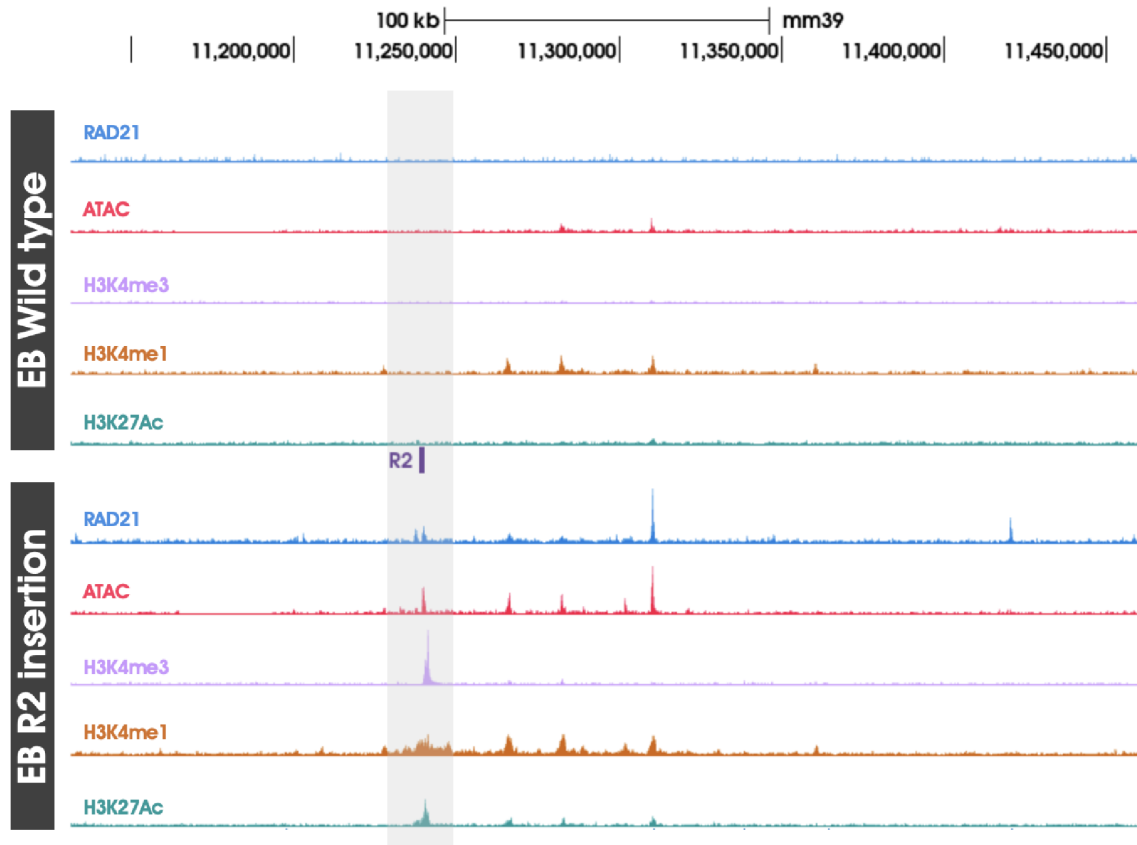 100 kb mm39
11,200,000 11,250,000 11,300,000 11,350,000 11,400,000 11,450,000
EB Wild type
RAD21
ATAC
H3K4me3
H3K4me1
H3K27Ac
R2
EB R2 insertion
RAD21
ATAC
H3K4me3
H3K4me1
H3K27Ac